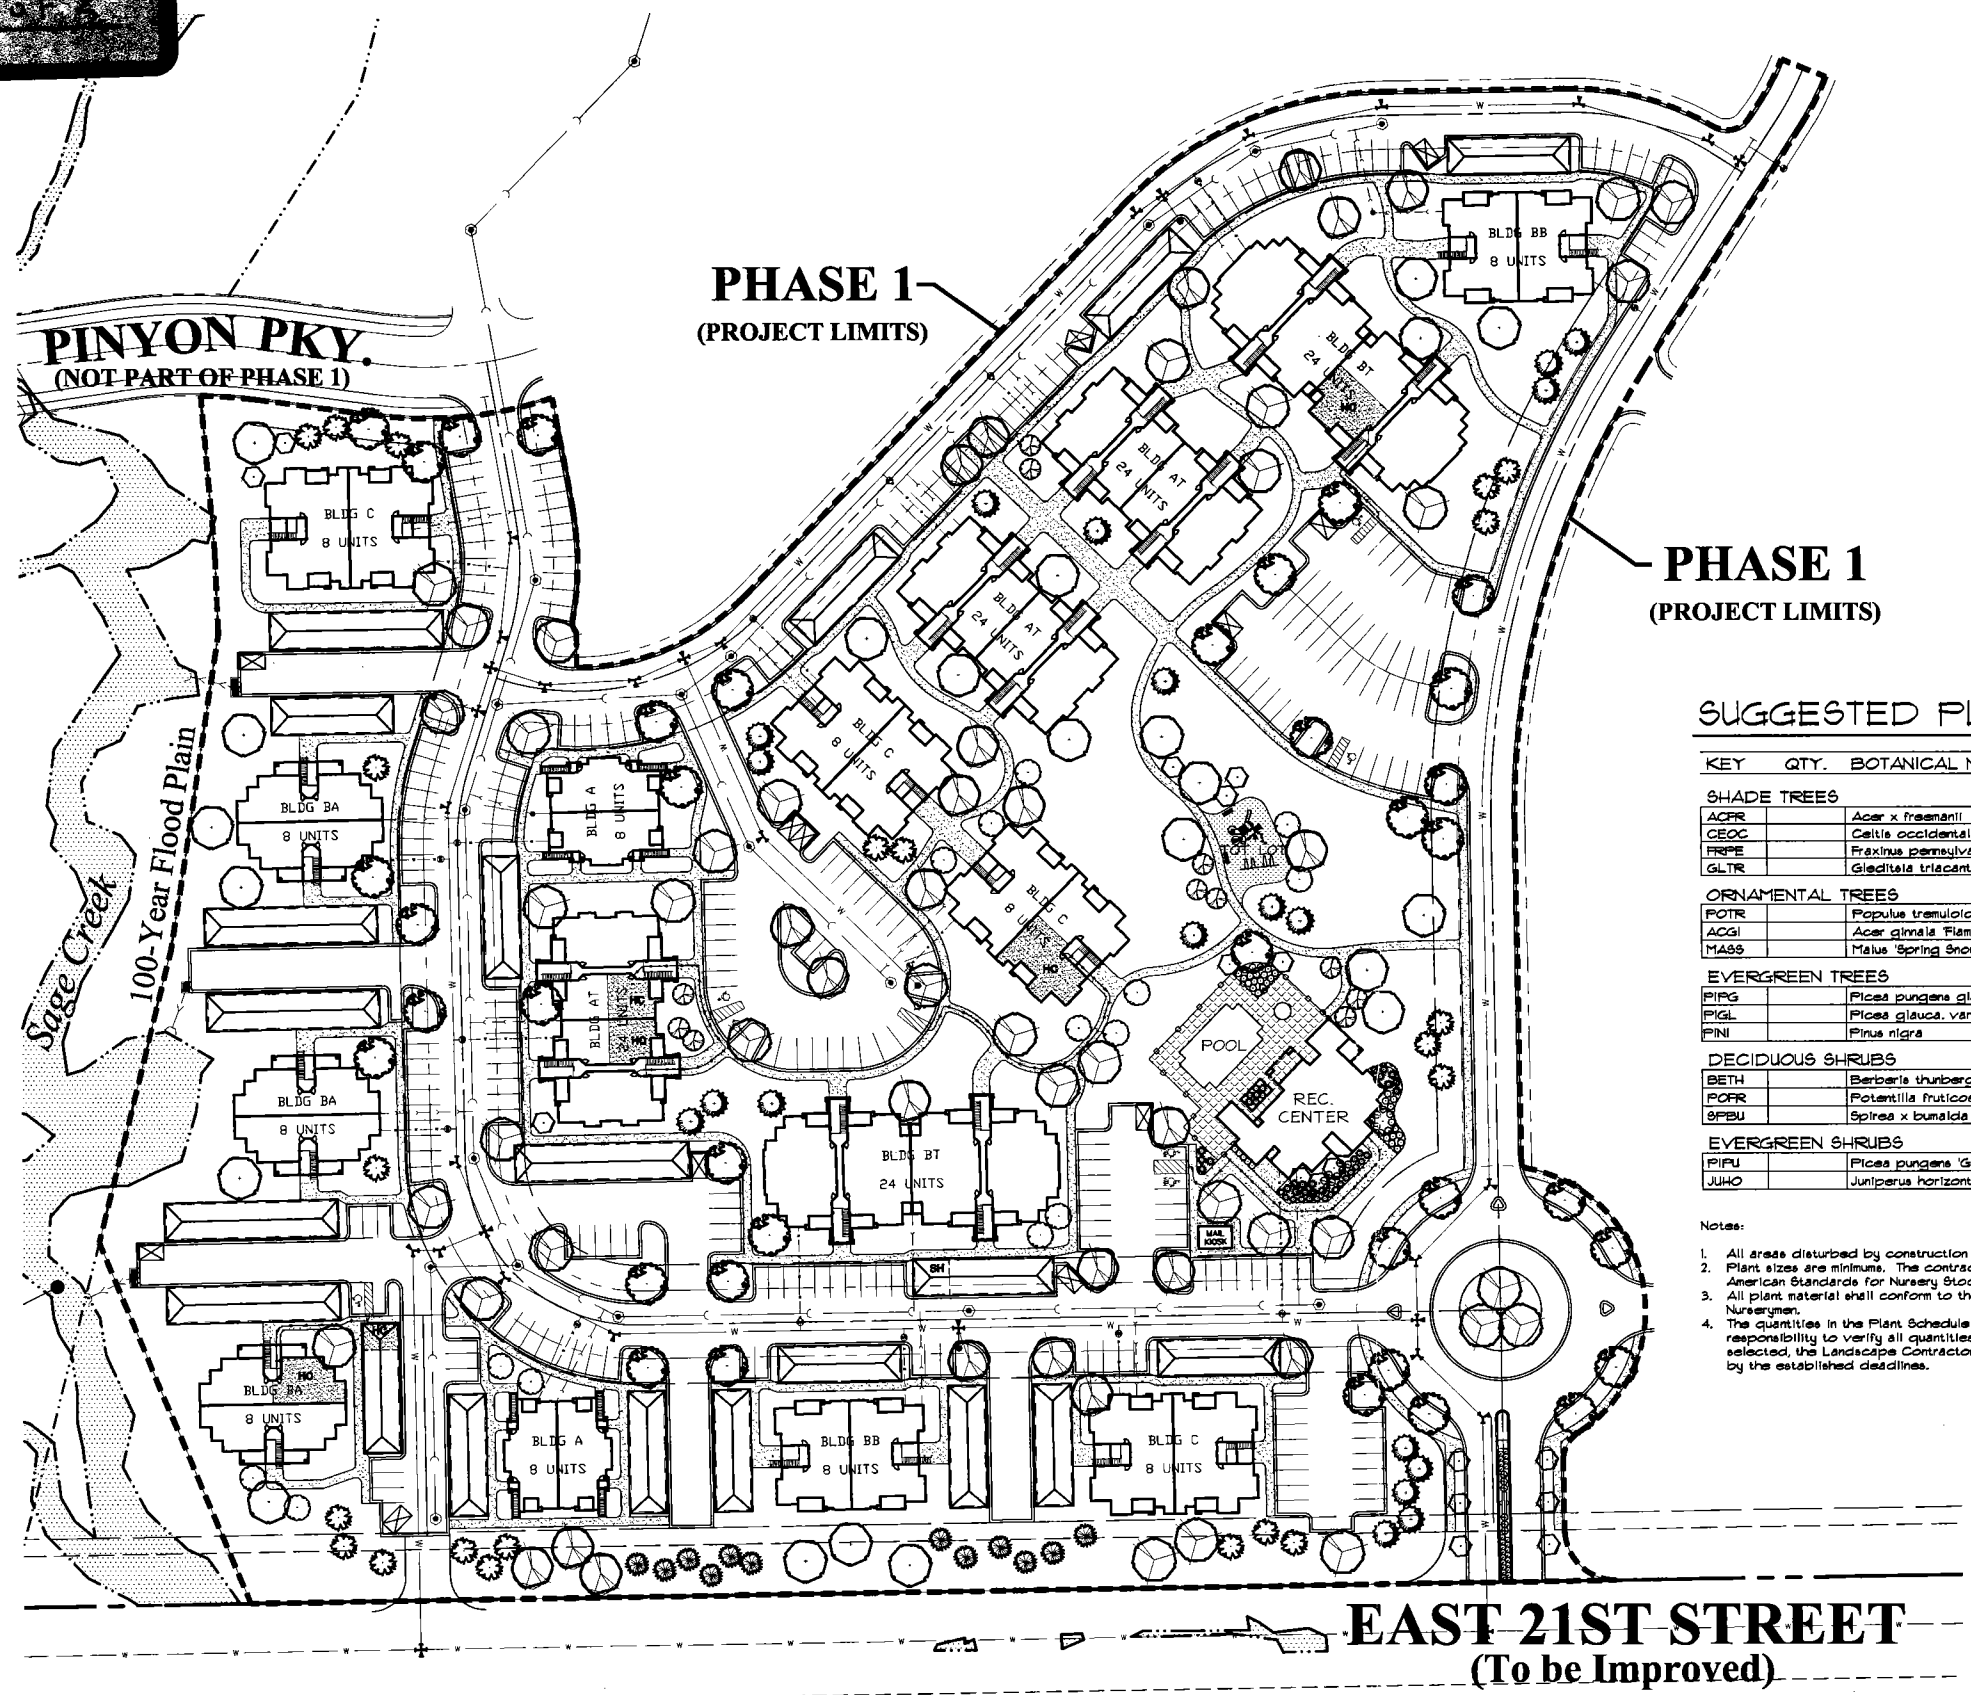 PHASE 1
(PROJECT LIMITS)
PINYON PKY.
(NOT PART OF PHASE 1)
BLDG BB
8 UNITS
BLDG BT
24 UNITS
HC
BLDG AT
24 UNITS
BLDG C
8 UNITS
PHASE 1
(PROJECT LIMITS)
BLDG AT
24 UNITS
BLDG C
8 UNITS
100-Year Flood Plain
Sage Creek
BLDG BA
8 UNITS
BLDG A
8 UNITS
TOT LOT
BLDG C
8 UNITS
HC
BLDG AT
24 UNITS
HC
HC
POOL
REC.
CENTER
BLDG BA
8 UNITS
BLDG BT
24 UNITS
MAIL
KIOSK
SH
HC
BLDG BA
8 UNITS
HC
BLDG A
8 UNITS
BLDG BB
8 UNITS
BLDG C
8 UNITS
SUGGESTED PL
KEY QTY. BOTANICAL N
SHADE TREES
ACFR Acer x freemanii
CEOC Celtis occidental
FRPE Fraxinus pennsylva
GLTR Gleditsia triacant
ORNAMENTAL TREES
POTR Populus tremuloid
ACGI Acer ginnala 'Flam
MASS Malus 'Spring Snow
EVERGREEN TREES
PIPG Picea pungens gl
PIGL Picea glauca. var
PINI Pinus nigra
DECIDUOUS SHRUBS
BETH Berberis thunberg
POFR Potentilla fruticos
SPBU Spirea x bumalda
EVERGREEN SHRUBS
PIPU Picea pungens 'G
JUHO Juniperus horizont
Notes:
1. All areas disturbed by construction
2. Plant sizes are minimums. The contrac
American Standards for Nursery Stoc
3. All plant material shall conform to th
Nurserymen.
4. The quantities in the Plant Schedule
responsibility to verify all quantities
selected, the Landscape Contractor
by the established deadlines.
EAST 21ST STREET
(To be Improved)